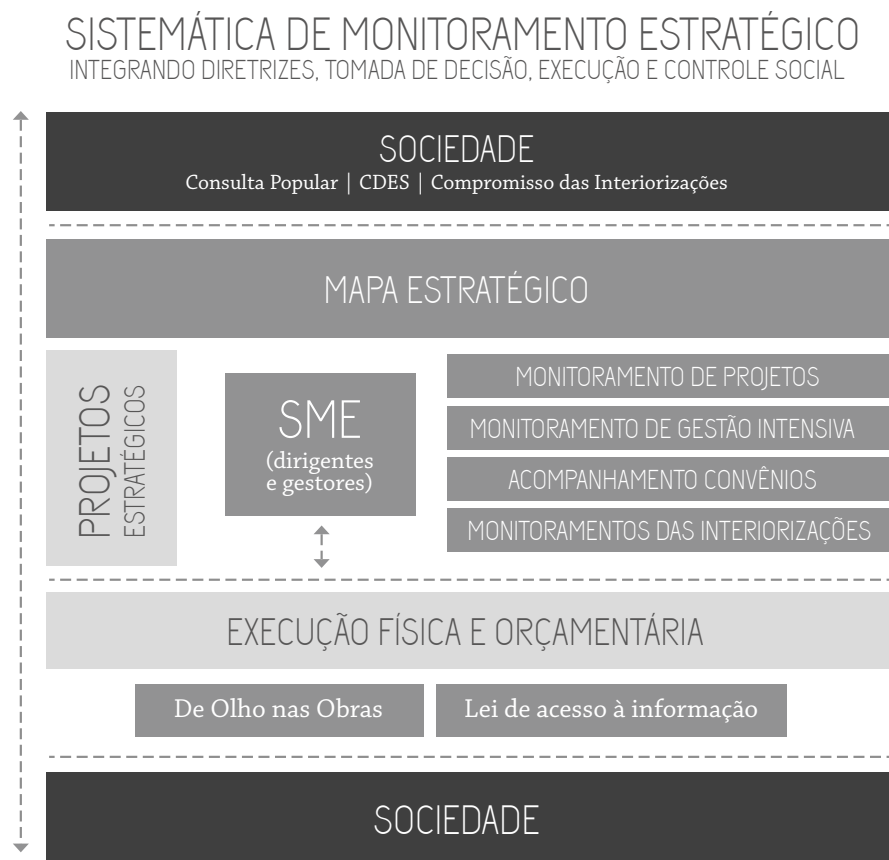 SISTEMÁTICA DE MONITORAMENTO ESTRATÉGICO
INTEGRANDO DIRETRIZES, TOMADA DE DECISÃO, EXECUÇÃO E CONTROLE SOCIAL
SOCIEDADE
Consulta Popular | CDES | Compromisso das Interiorizações
MAPA ESTRATÉGICO
PROJETOS
ESTRATÉGICOS
SME
(dirigentes
e gestores)
MONITORAMENTO DE PROJETOS
MONITORAMENTO DE GESTÃO INTENSIVA
ACOMPANHAMENTO CONVÊNIOS
MONITORAMENTOS DAS INTERIORIZAÇÕES
EXECUÇÃO FÍSICA E ORÇAMENTÁRIA
De Olho nas Obras
Lei de acesso à informação
SOCIEDADE